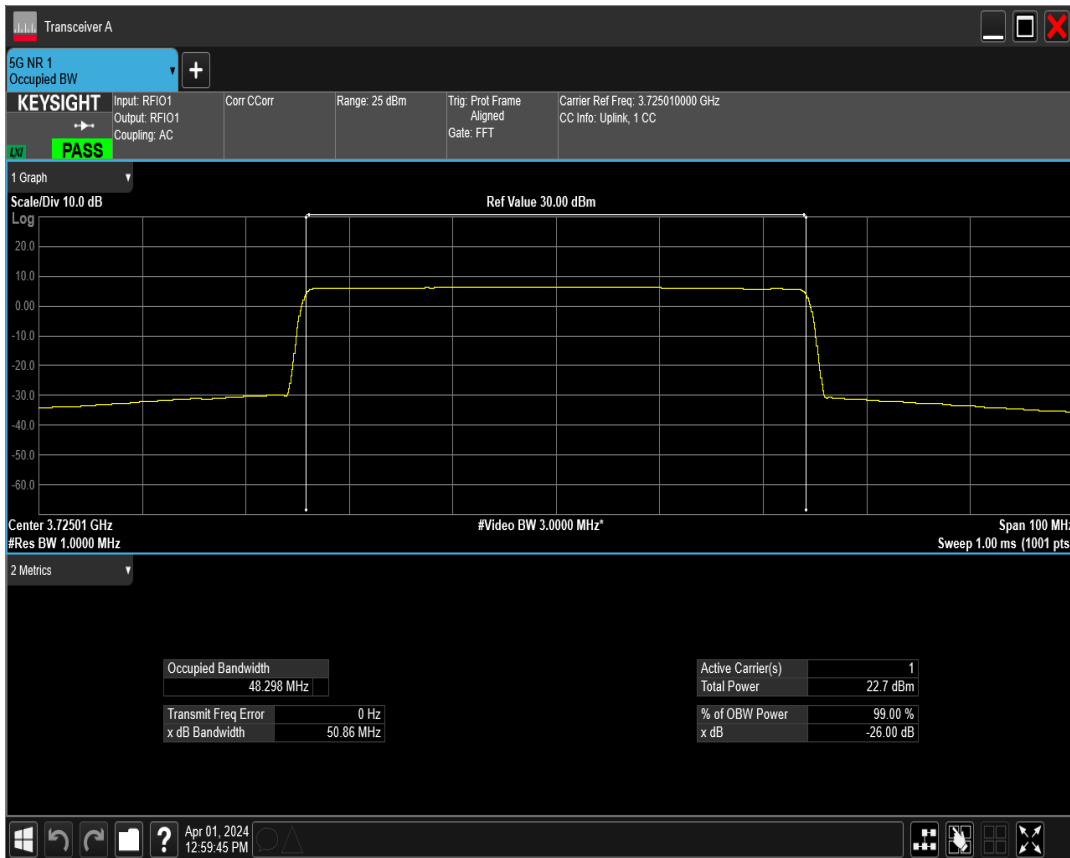 Transceiver A
5G NR 1
Occupied BW
+
KEYSIGHT
LXI
PASS
Input: RFIO1
Output: RFIO1
Coupling: AC
Corr CCorr
Range: 25 dBm
Trig: Prot Frame
Aligned
Gate: FFT
Carrier Ref Freq: 3.725010000 GHz
CC Info: Uplink, 1 CC
1 Graph
Scale/Div 10.0 dB
Ref Value 30.00 dBm
Log
20.0
10.0
0.00
-10.0
-20.0
-30.0
-40.0
-50.0
-60.0
Center 3.72501 GHz
#Video BW 3.0000 MHz*
Span 100 MHz
#Res BW 1.0000 MHz
Sweep 1.00 ms (1001 pts
2 Metrics
Occupied Bandwidth
48.298 MHz
Transmit Freq Error 0 Hz
x dB Bandwidth 50.86 MHz
Active Carrier(s) 1
Total Power 22.7 dBm
% of OBW Power 99.00 %
x dB -26.00 dB
?
Apr 01, 2024
12:59:45 PM